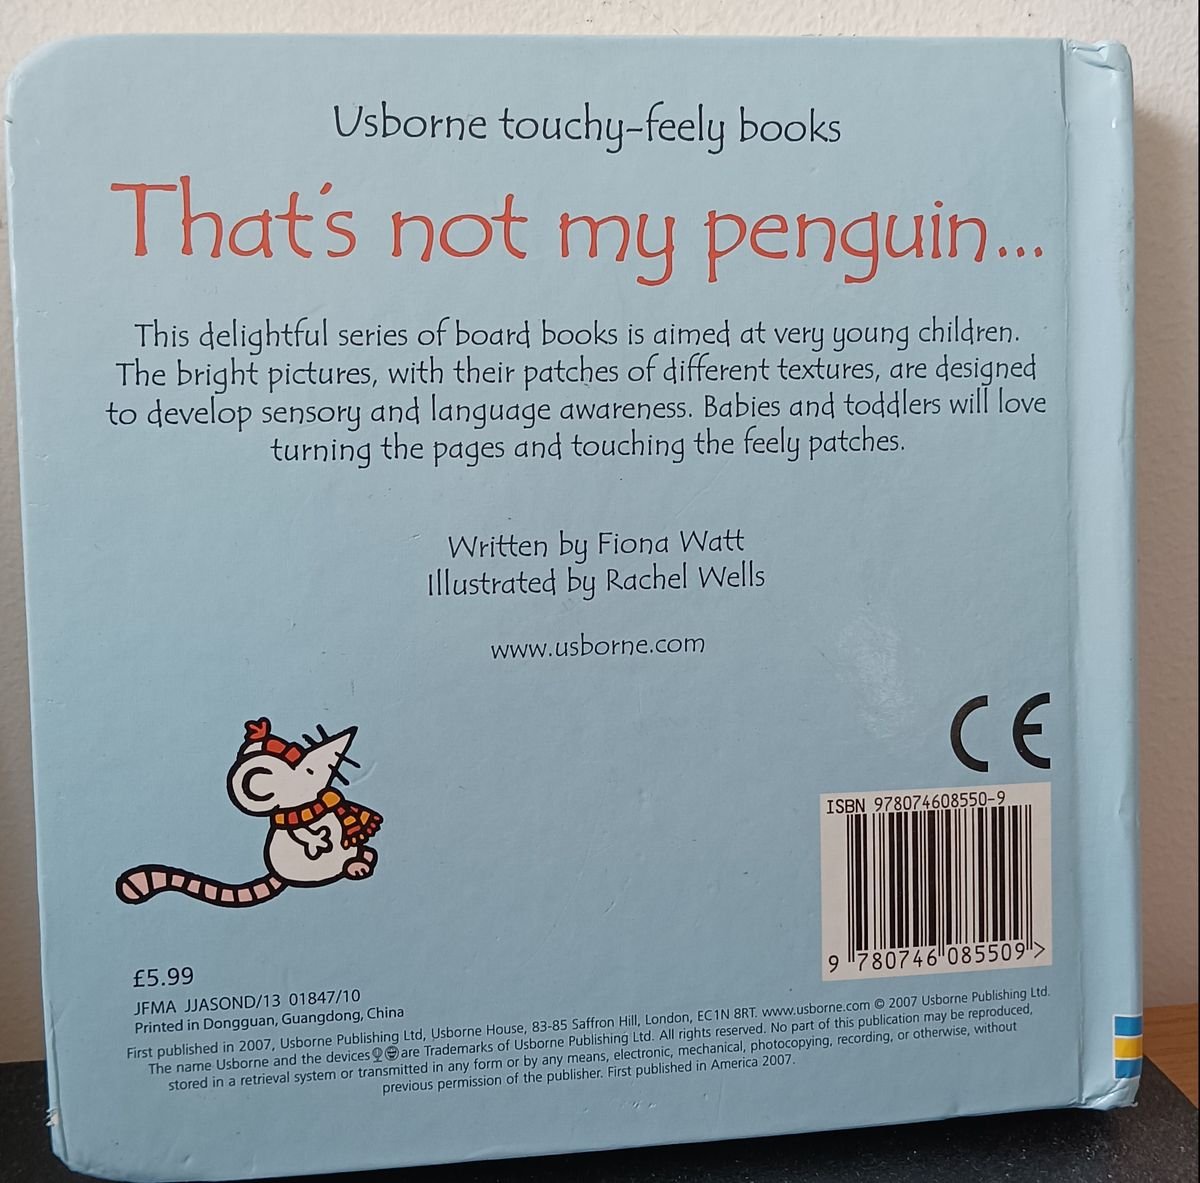 Usborne touchy-feely books
That's not my penguin...
This delightful series of board books is aimed at very young children.
The bright pictures, with their patches of different textures, are designed
to develop sensory and language awareness. Babies and toddlers will love
turning the pages and touching the feely patches.
Written by Fiona Watt
Illustrated by Rachel Wells
www.usborne.com
CE
ISBN 978074608550-9
9 780746 085509 >
£5.99
JFMA JJASOND/13 01847/10
Printed in Dongguan, Guangdong, China
First published in 2007, Usborne Publishing Ltd, Usborne House, 83-85 Saffron Hill, London, EC1N 8RT. www.usborne.com © 2007 Usborne Publishing Ltd.
The name Usborne and the devices are Trademarks of Usborne Publishing Ltd. All rights reserved. No part of this publication may be reproduced,
stored in a retrieval system or transmitted in any form or by any means, electronic, mechanical, photocopying, recording, or otherwise, without
previous permission of the publisher. First published in America 2007.